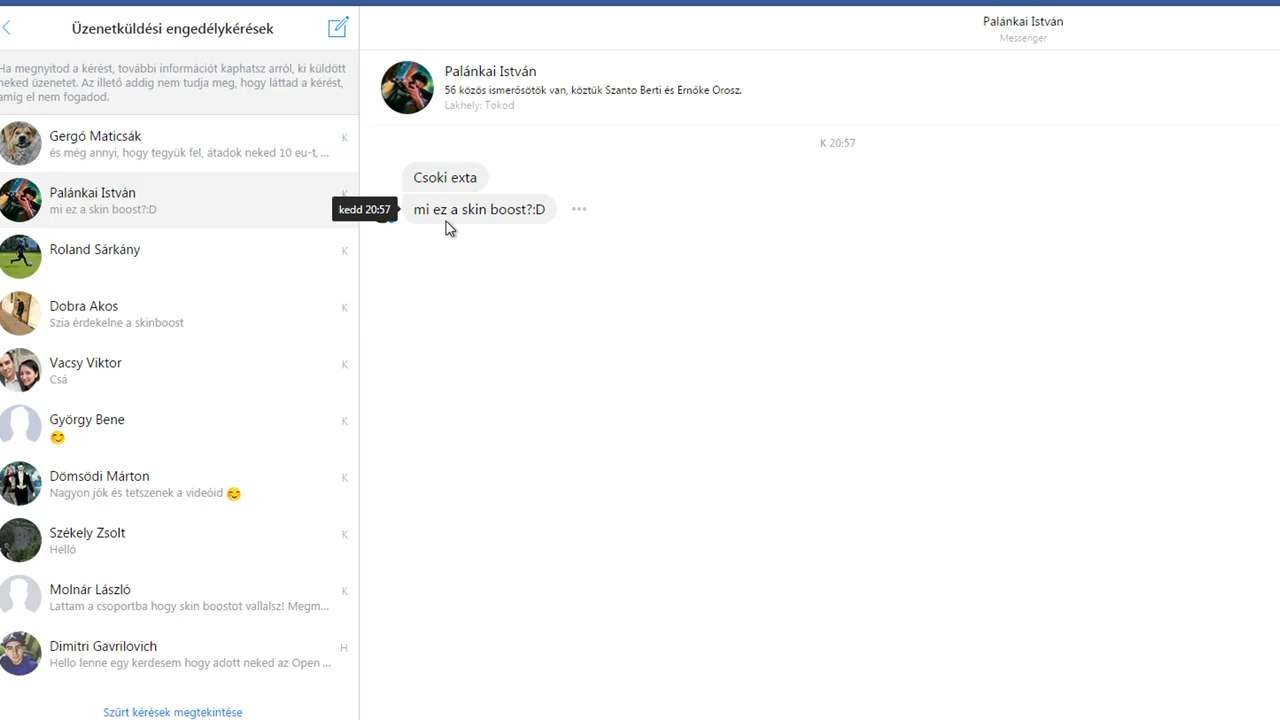 Üzenetküldési engedélykérések
Ha megnyitod a kérést, további információt kaphatsz arról, ki küldött
neked üzenetet. Az illető addig nem tudja meg, hogy láttad a kérést,
amíg el nem fogadod.
Gergő Maticsák K
és még annyi, hogy tegyük fel, átadok neked 10 eu-t, ...
Palánkai István K
mi ez a skin boost?:D
Roland Sárkány K
Dobra Akos K
Szia érdekelne a skinboost
Vacsy Viktor K
Csá
György Bene K
😊
Dömsödi Márton K
Nagyon jók és tetszenek a videóid 😊
Székely Zsolt K
Helló
Molnár László K
Lattam a csoportba hogy skin boostot vallalsz! Megm...
Dimitri Gavrilovich H
Hello lenne egy kerdesem hogy adott neked az Open ...
Szűrt kérések megtekintése
Palánkai István
Messenger
Palánkai István
56 közös ismerősötök van, köztük Szanto Berti és Ernőke Orosz.
Lakhely: Tokod
K 20:57
Csoki exta
kedd 20:57
mi ez a skin boost?:D